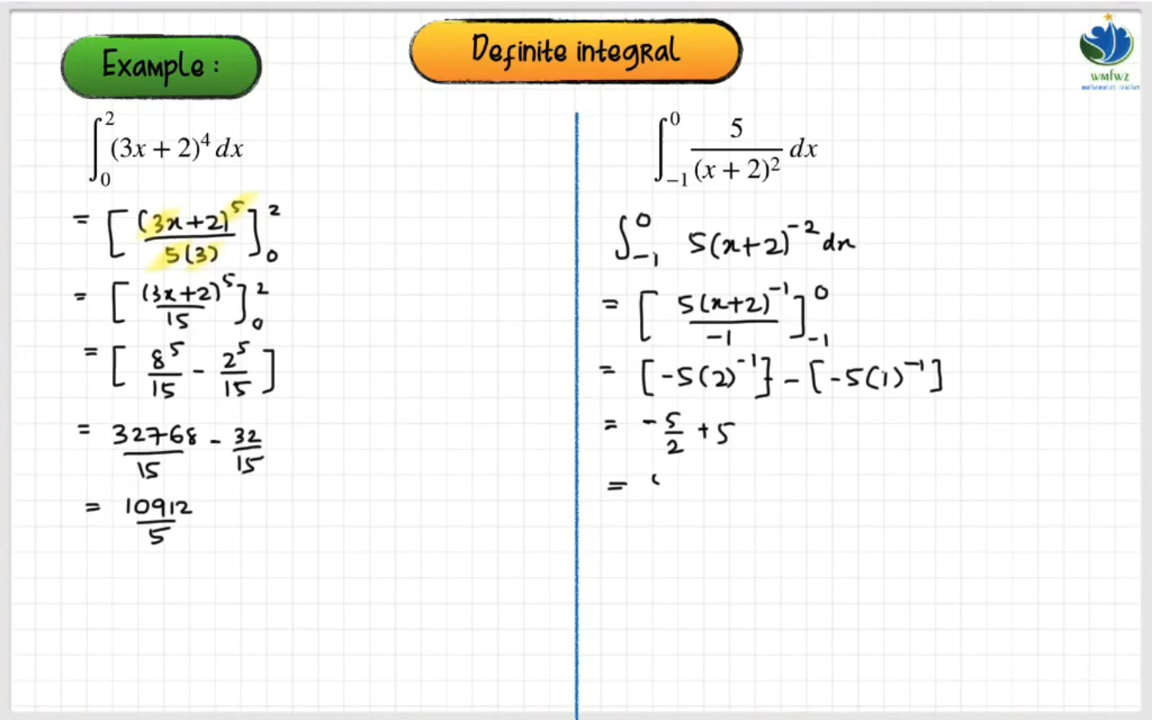 Definite integral
Example :
wmfwz
∫₀² (3x + 2)⁴ dx
= [ (3x+2)⁵ / 5(3) ]₀²
= [ (3x+2)⁵ / 15 ]₀²
= [ 8⁵/15 - 2⁵/15 ]
= 32768/15 - 32/15
= 10912/5
∫₋₁⁰ 5/(x + 2)² dx
∫₋₁⁰ 5(x+2)⁻² dx
= [ 5(x+2)⁻¹ / -1 ]₋₁⁰
= [-5(2)⁻¹] - [-5(1)⁻¹]
= -5/2 + 5
=